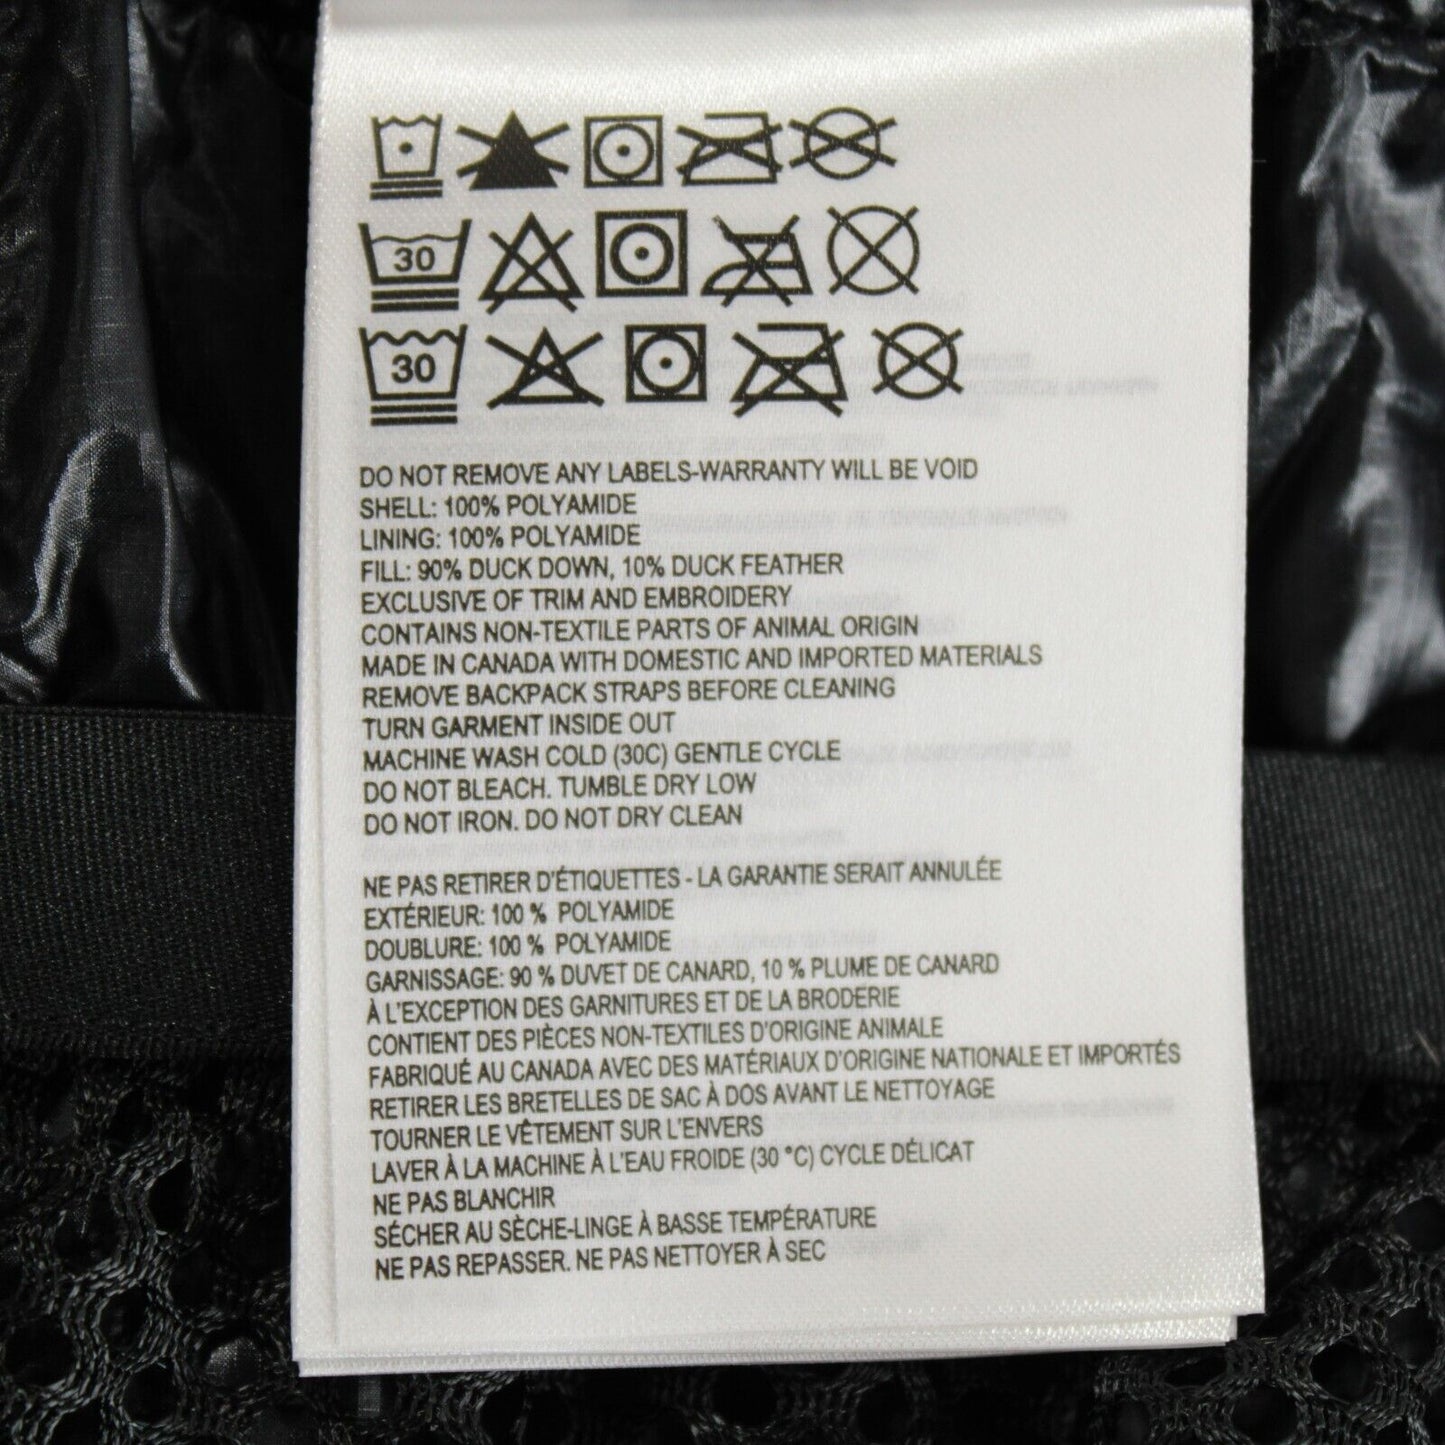 30
30
DO NOT REMOVE ANY LABELS-WARRANTY WILL BE VOID
SHELL: 100% POLYAMIDE
LINING: 100% POLYAMIDE
FILL: 90% DUCK DOWN, 10% DUCK FEATHER
EXCLUSIVE OF TRIM AND EMBROIDERY
CONTAINS NON-TEXTILE PARTS OF ANIMAL ORIGIN
MADE IN CANADA WITH DOMESTIC AND IMPORTED MATERIALS
REMOVE BACKPACK STRAPS BEFORE CLEANING
TURN GARMENT INSIDE OUT
MACHINE WASH COLD (30C) GENTLE CYCLE
DO NOT BLEACH. TUMBLE DRY LOW
DO NOT IRON. DO NOT DRY CLEAN
NE PAS RETIRER D'ÉTIQUETTES - LA GARANTIE SERAIT ANNULÉE
EXTÉRIEUR: 100 % POLYAMIDE
DOUBLURE: 100 % POLYAMIDE
GARNISSAGE: 90 % DUVET DE CANARD, 10 % PLUME DE CANARD
À L'EXCEPTION DES GARNITURES ET DE LA BRODERIE
CONTIENT DES PIÈCES NON-TEXTILES D'ORIGINE ANIMALE
FABRIQUÉ AU CANADA AVEC DES MATÉRIAUX D'ORIGINE NATIONALE ET IMPORTÉS
RETIRER LES BRETELLES DE SAC À DOS AVANT LE NETTOYAGE
TOURNER LE VÊTEMENT SUR L'ENVERS
LAVER À LA MACHINE À L'EAU FROIDE (30 °C) CYCLE DÉLICAT
NE PAS BLANCHIR
SÉCHER AU SÈCHE-LINGE À BASSE TEMPÉRATURE
NE PAS REPASSER. NE PAS NETTOYER À SEC